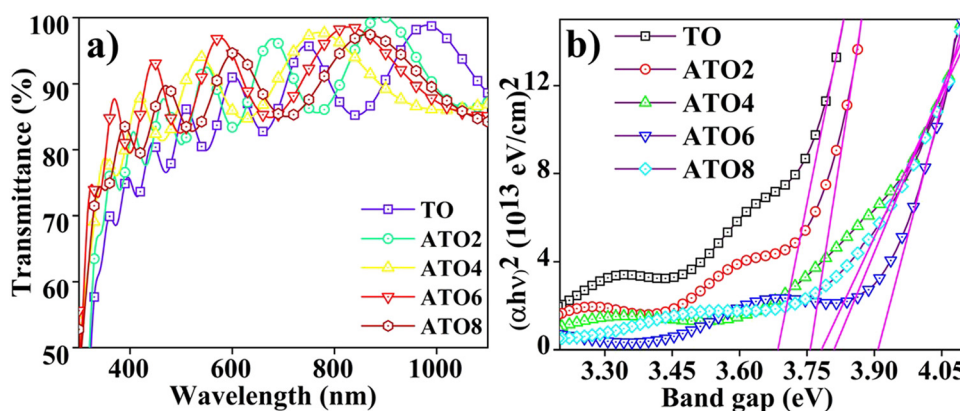 a)
100
90
80
70
60
50
Transmittance (%)
TO
ATO2
ATO4
ATO6
ATO8
400 600 800 1000
Wavelength (nm)
b)
12
8
4
0
(αhν)2 (10^13 eV/cm)2
TO
ATO2
ATO4
ATO6
ATO8
3.30 3.45 3.60 3.75 3.90 4.05
Band gap (eV)